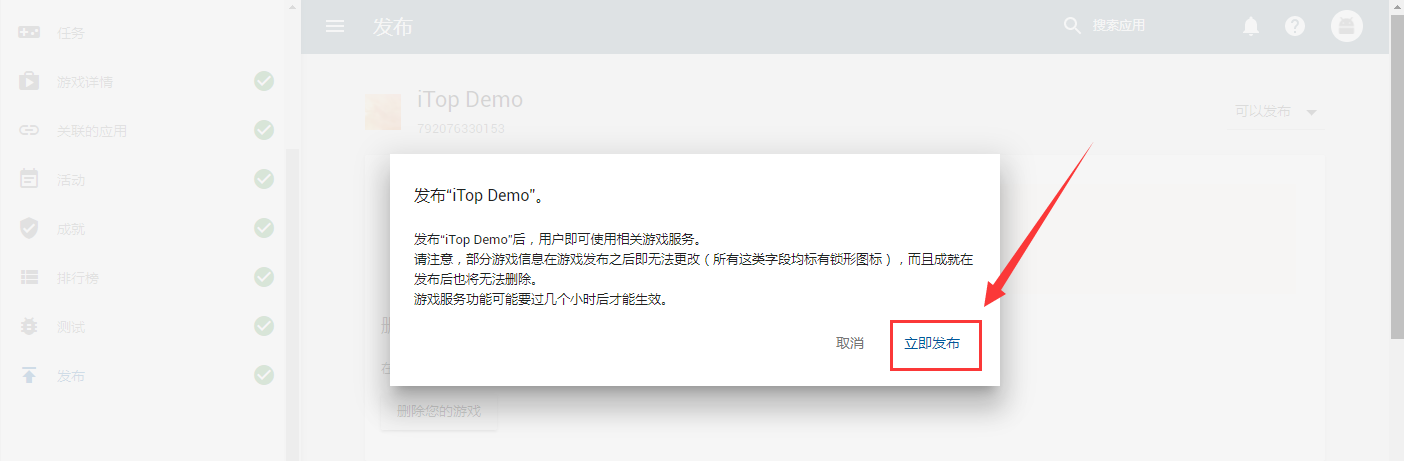 任务
游戏详情
关联的应用
活动
成就
排行榜
测试
发布
发布
搜索应用
iTop Demo
792076330153
可以发布
发布“iTop Demo”。
发布“iTop Demo”后，用户即可使用相关游戏服务。
请注意，部分游戏信息在游戏发布之后即无法更改（所有这类字段均标有锁形图标），而且成就在
发布后也将无法删除。
游戏服务功能可能要过几个小时后才能生效。
取消
立即发布
删除您的游戏